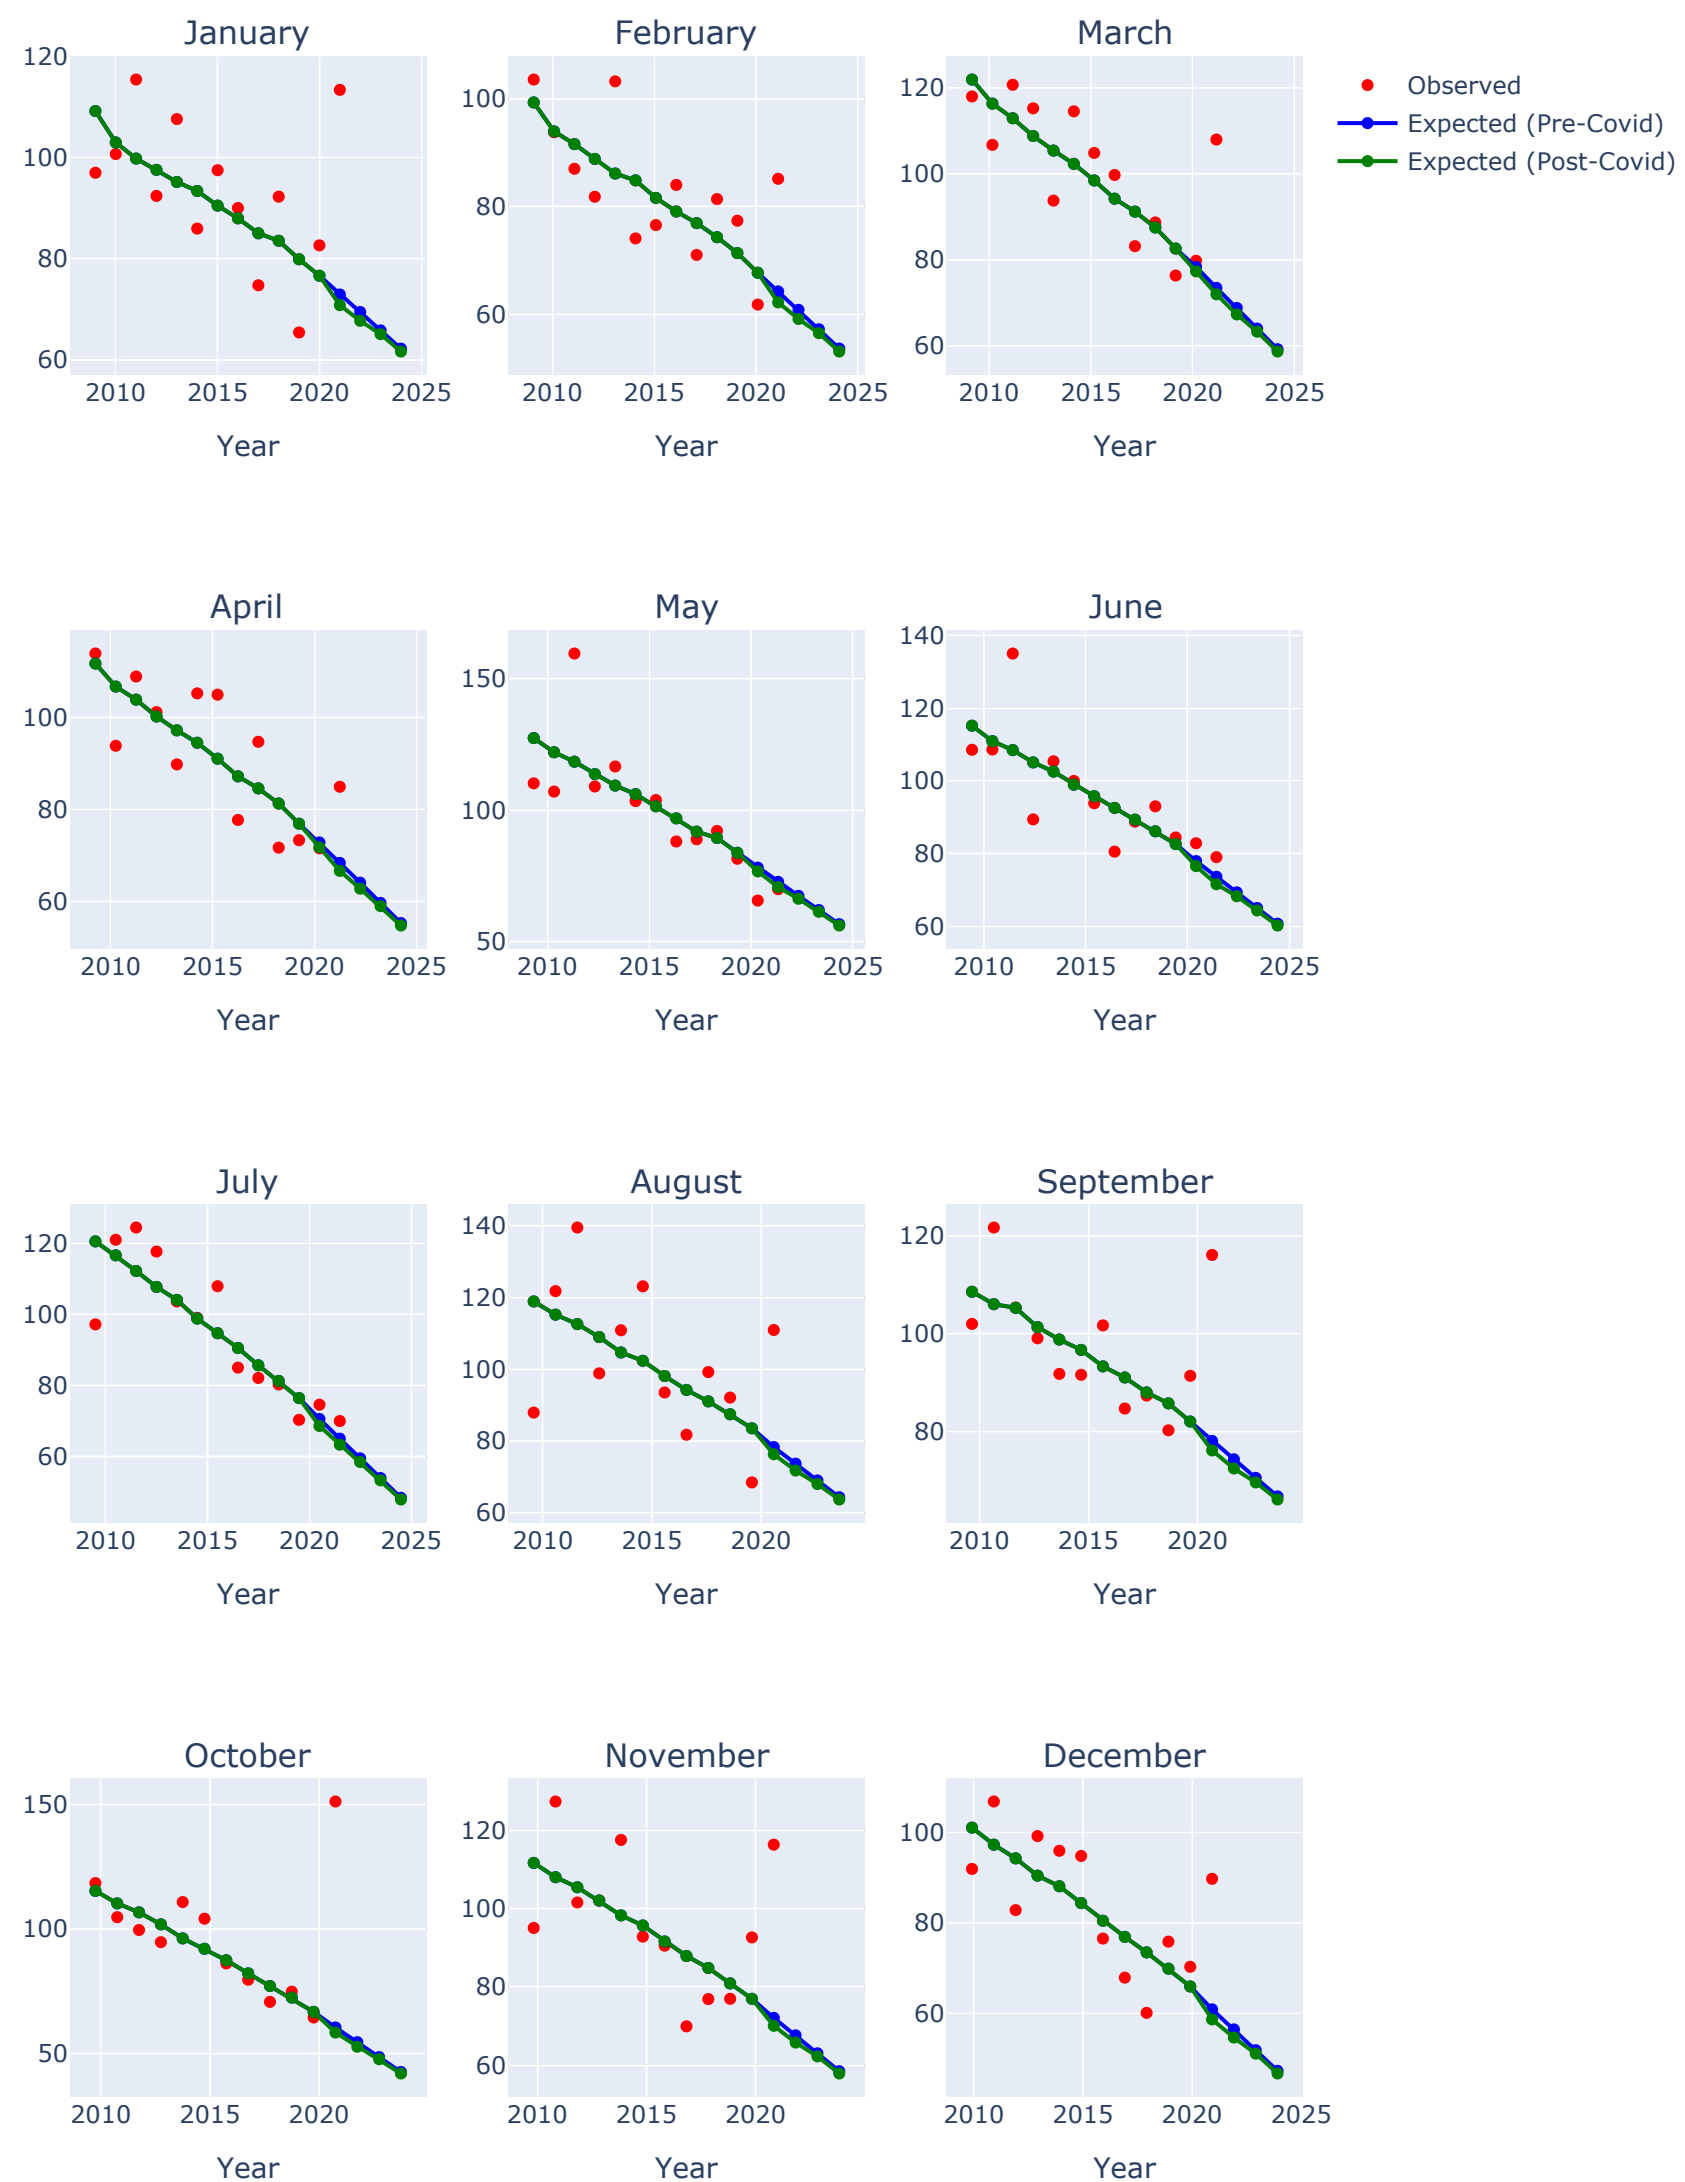 January February March
120
100
80
60
100
80
60
120
100
80
60
Observed
Expected (Pre-Covid)
Expected (Post-Covid)
2010 2015 2020 2025 2010 2015 2020 2025 2010 2015 2020 2025
Year Year Year
April May June
100
80
60
150
100
50
140
120
100
80
60
2010 2015 2020 2025 2010 2015 2020 2025 2010 2015 2020 2025
Year Year Year
July August September
120
100
80
60
140
120
100
80
60
120
100
80
2010 2015 2020 2025 2010 2015 2020 2010 2015 2020
Year Year Year
October November December
150
100
50
120
100
80
60
100
80
60
2010 2015 2020 2010 2015 2020 2010 2015 2020 2025
Year Year Year